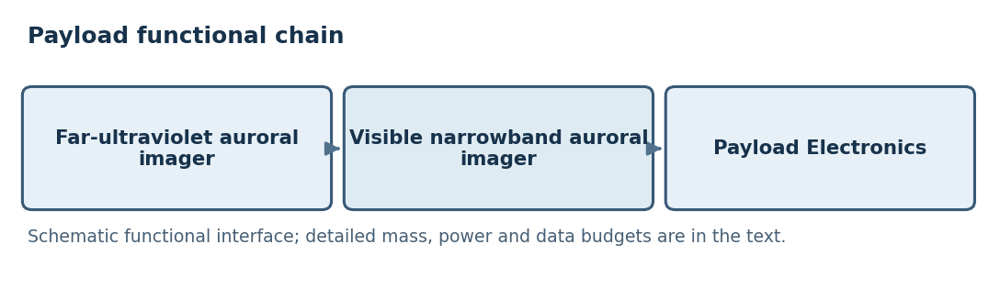 Payload functional chain
Far-ultraviolet auroral
imager
Visible narrowband auroral
imager
Payload Electronics
Schematic functional interface; detailed mass, power and data budgets are in the text.